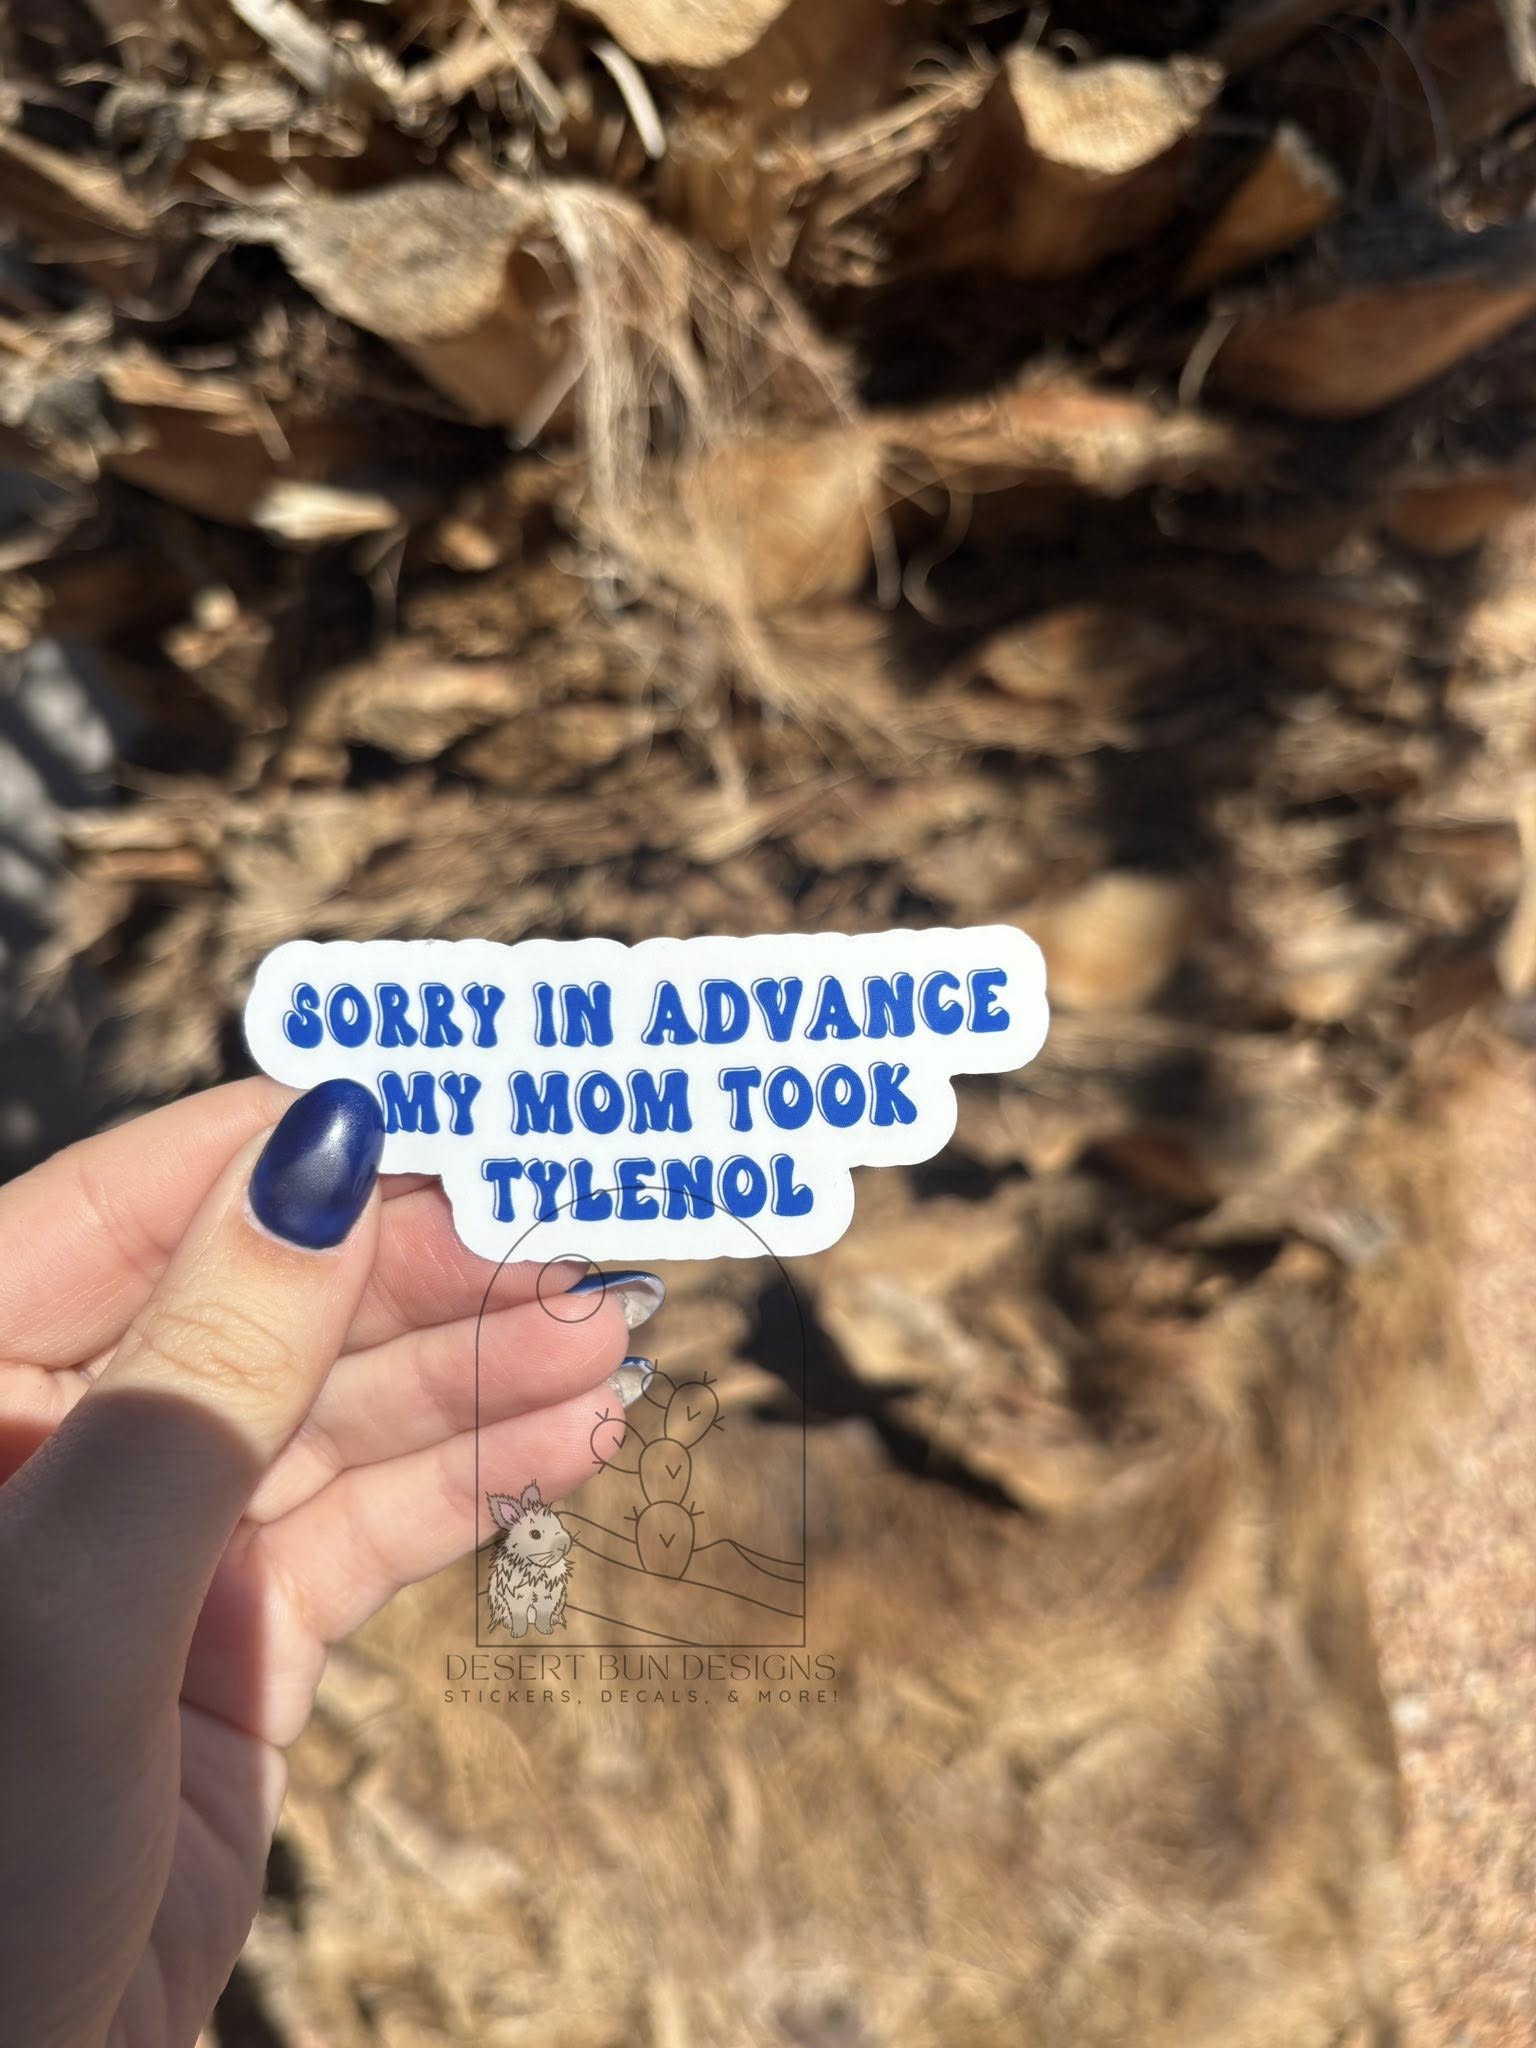 SORRY IN ADVANCE
MY MOM TOOK
TYLENOL
DESERT BUN DESIGNS
STICKERS, DECALS, & MORE!